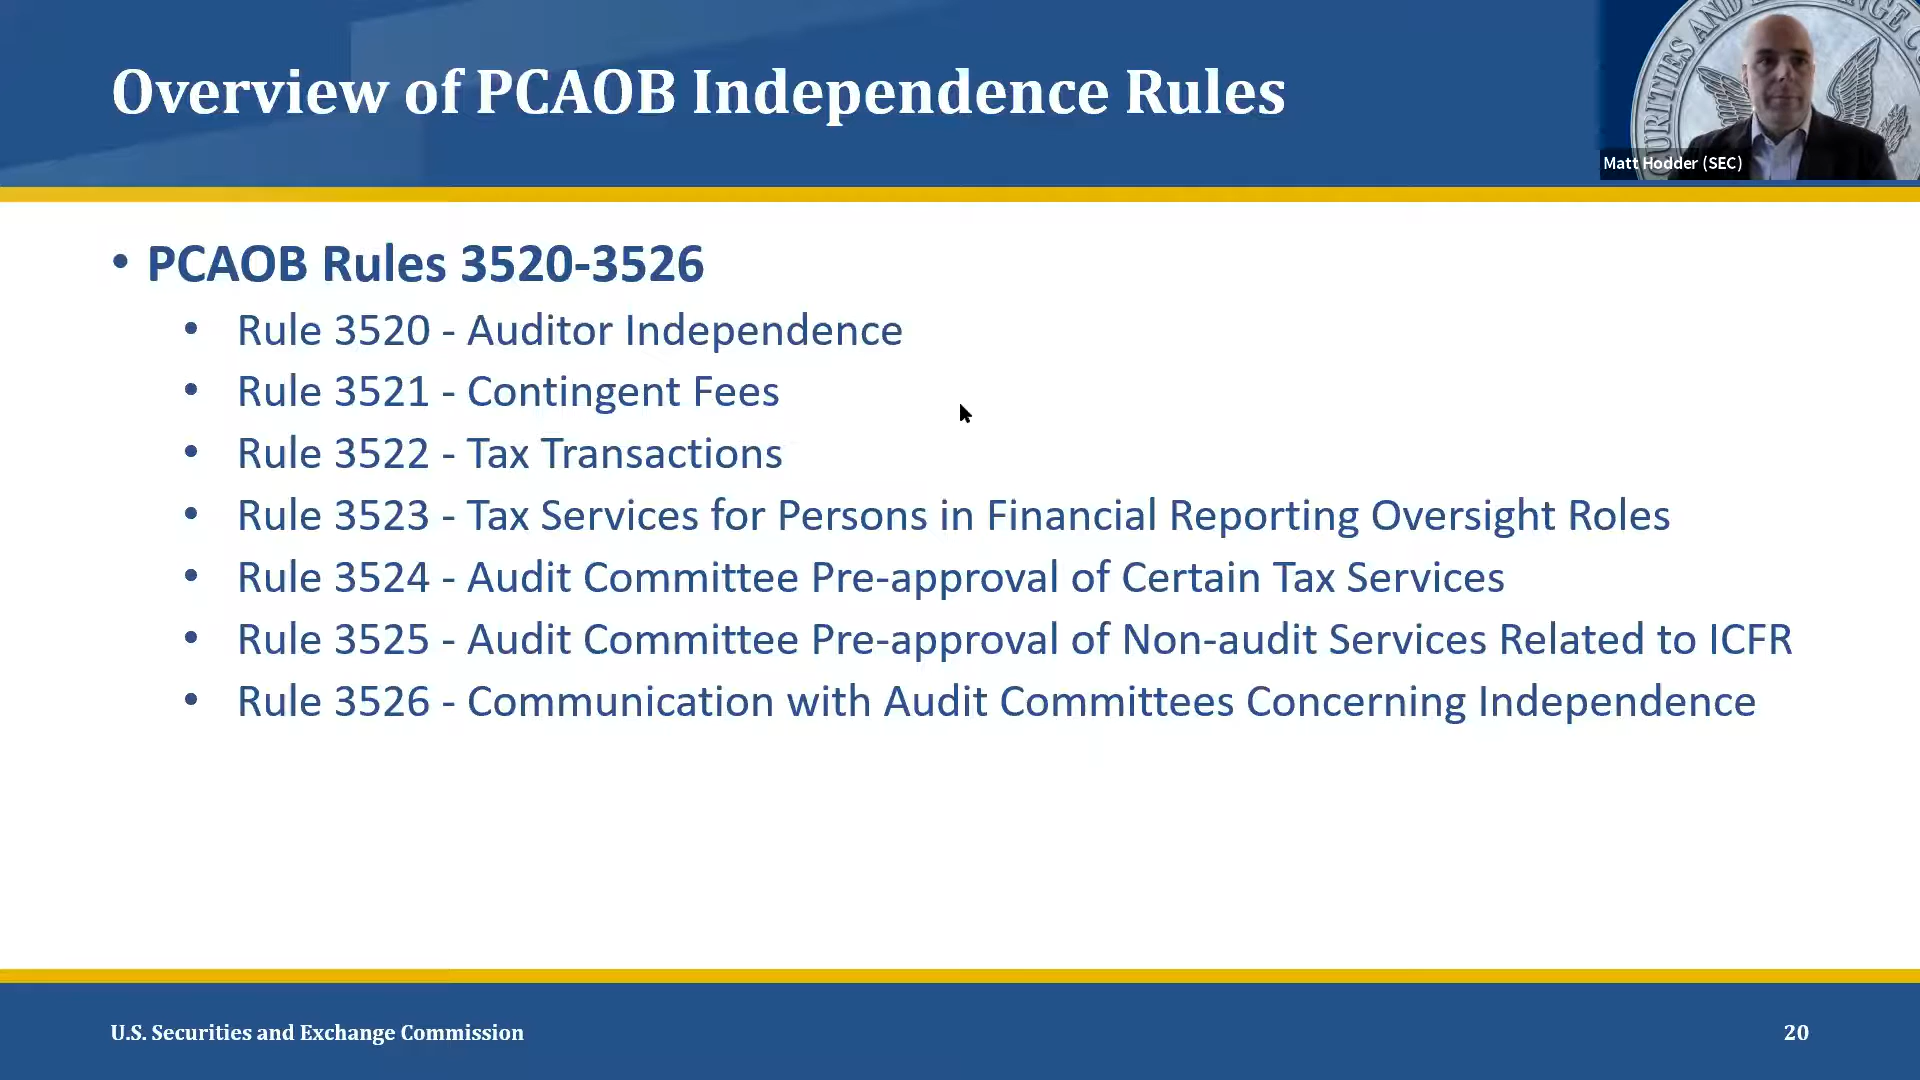 Overview of PCAOB Independence Rules
URITIES AND EXCHANGE C
Matt Hodder (SEC)
• PCAOB Rules 3520-3526
• Rule 3520 - Auditor Independence
• Rule 3521 - Contingent Fees
• Rule 3522 - Tax Transactions
• Rule 3523 - Tax Services for Persons in Financial Reporting Oversight Roles
• Rule 3524 - Audit Committee Pre-approval of Certain Tax Services
• Rule 3525 - Audit Committee Pre-approval of Non-audit Services Related to ICFR
• Rule 3526 - Communication with Audit Committees Concerning Independence
U.S. Securities and Exchange Commission
20